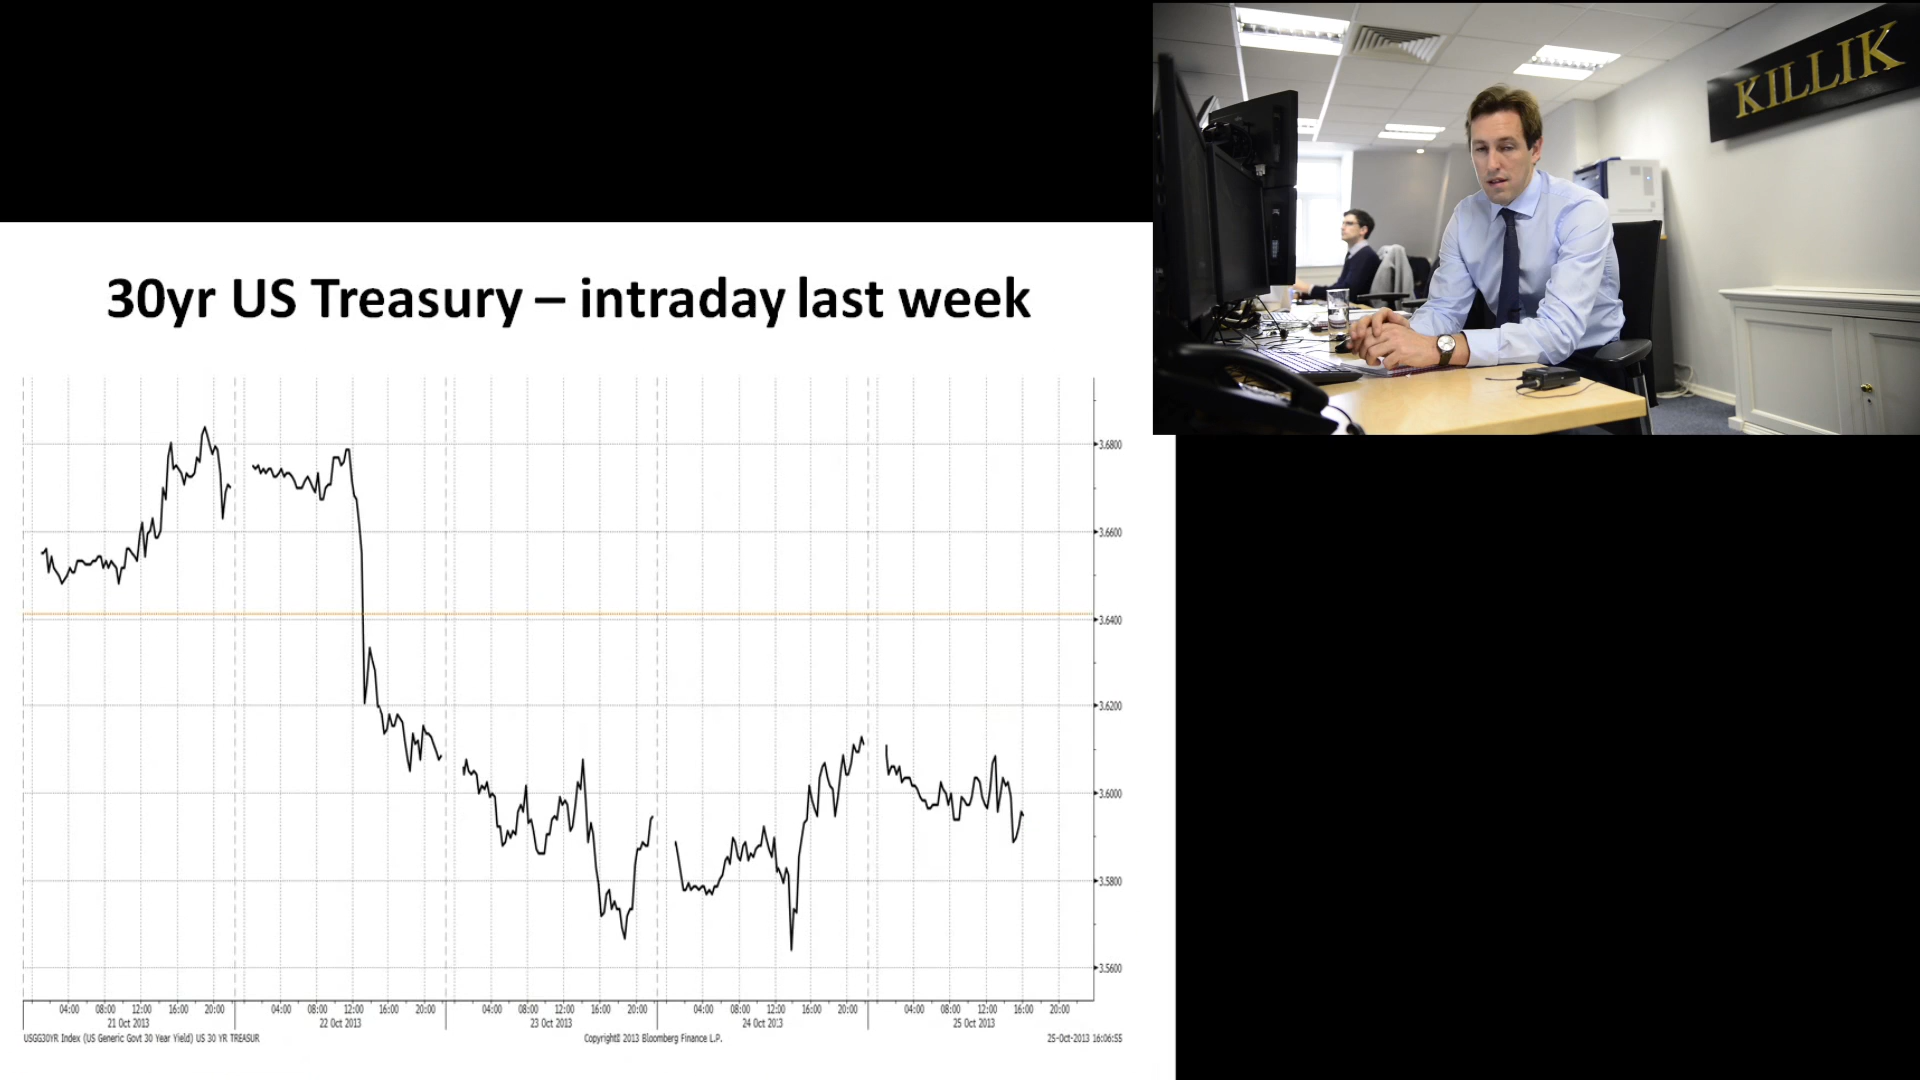 KILLIK
30yr US Treasury – intraday last week
3.6800
3.6600
3.6400
3.6200
3.6000
3.5800
3.5600
04:00 08:00 12:00 16:00 20:00 04:00 08:00 12:00 16:00 20:00 04:00 08:00 12:00 16:00 20:00 04:00 08:00 12:00 16:00 20:00 04:00 08:00 12:00 16:00 20:00
21 Oct 2013 22 Oct 2013 23 Oct 2013 24 Oct 2013 25 Oct 2013
USGG30YR Index (US Generic Govt 30 Year Yield) US 30 YR TREASUR Copyright© 2013 Bloomberg Finance L.P. 25-Oct-2013 16:06:55